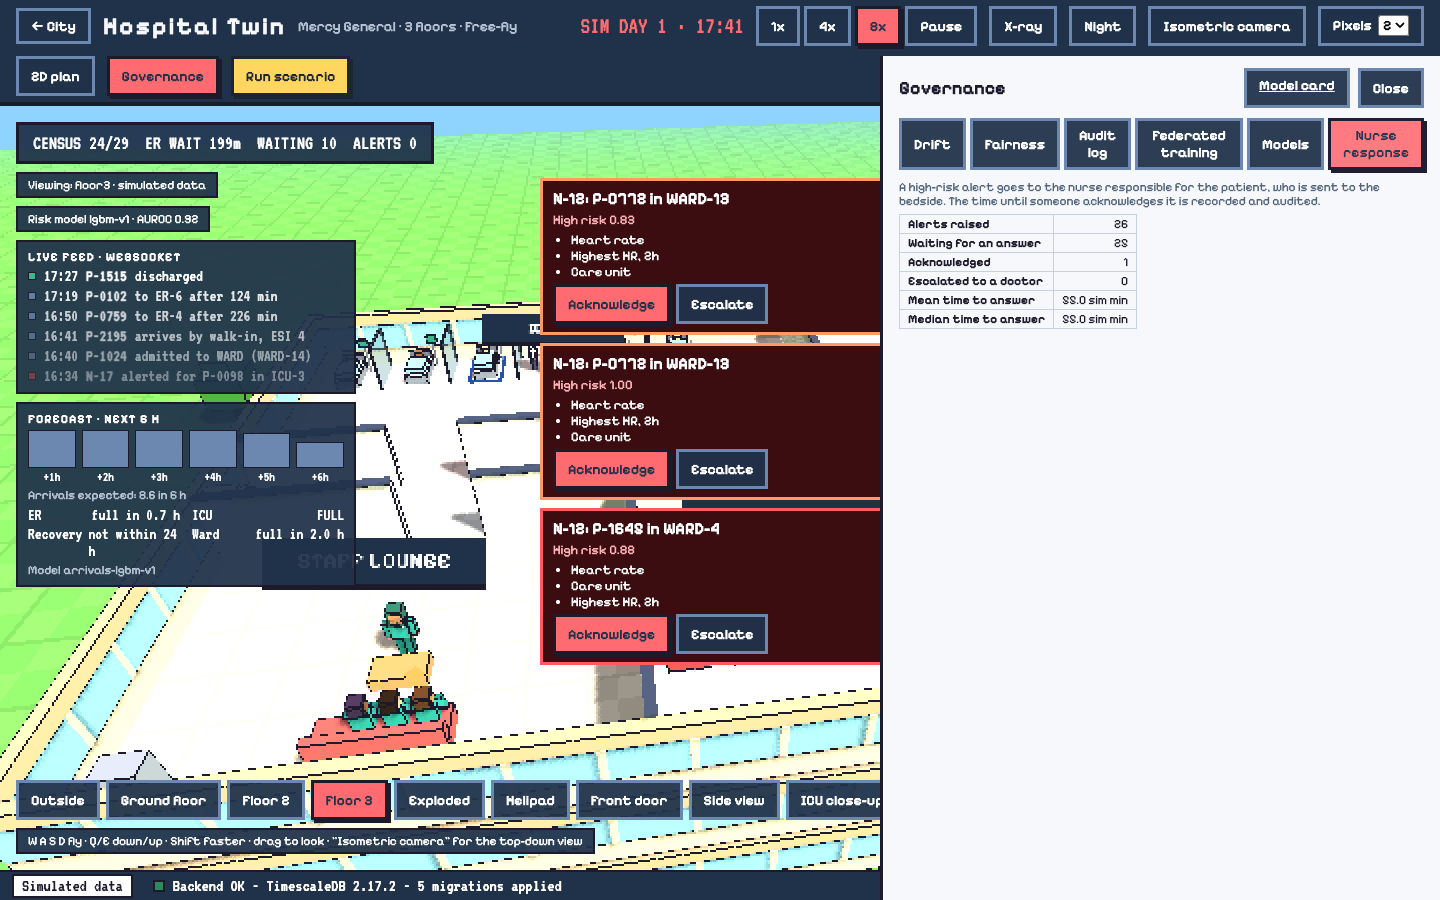 ← City
Hospital Twin
Mercy General · 3 floors · Free-fly
SIM DAY 1 · 17:41
1x
4x
8x
Pause
X-ray
Night
Isometric camera
Pixels 2
2D plan
Governance
Run scenario
CENSUS 24/29 ER WAIT 199m WAITING 10 ALERTS 0
Viewing: floor3 · simulated data
Risk model lgbm-v1 · AUROC 0.92
LIVE FEED · WEBSOCKET
17:27 P-1515 discharged
17:19 P-0102 to ER-6 after 124 min
16:50 P-0759 to ER-4 after 226 min
16:41 P-2195 arrives by walk-in, ESI 4
16:40 P-1024 admitted to WARD (WARD-14)
16:34 N-17 alerted for P-0098 in ICU-3
FORECAST · NEXT 6 H
+1h +2h +3h +4h +5h +6h
Arrivals expected: 8.6 in 6 h
ER full in 0.7 h ICU FULL
Recovery not within 24 h Ward full in 2.0 h
Model arrivals-lgbm-v1
STAFF LOUNGE
N-18: P-0778 in WARD-13
High risk 0.83
• Heart rate
• Highest HR, 2h
• Care unit
Acknowledge
Escalate
N-18: P-0778 in WARD-13
High risk 1.00
• Heart rate
• Highest HR, 2h
• Care unit
Acknowledge
Escalate
N-18: P-1645 in WARD-4
High risk 0.88
• Heart rate
• Care unit
• Highest HR, 2h
Acknowledge
Escalate
Outside
Ground floor
Floor 2
Floor 3
Exploded
Helipad
Front door
Side view
ICU close-up
W A S D fly · Q/E down/up · Shift faster · drag to look · "Isometric camera" for the top-down view
Simulated data
Backend OK - TimescaleDB 2.17.2 - 5 migrations applied
Governance
Model card
Close
Drift
Fairness
Audit log
Federated training
Models
Nurse response
A high-risk alert goes to the nurse responsible for the patient, who is sent to the
bedside. The time until someone acknowledges it is recorded and audited.
Alerts raised 26
Waiting for an answer 25
Acknowledged 1
Escalated to a doctor 0
Mean time to answer 55.0 sim min
Median time to answer 55.0 sim min